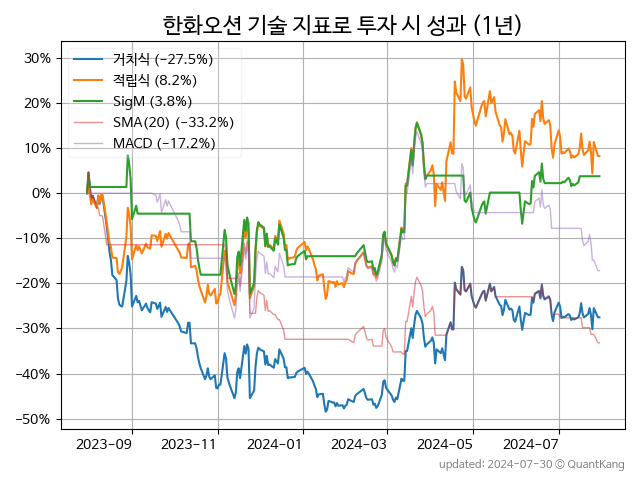 한화오션 기술 지표로 투자 시 성과 (1년)
거치식 (−27.5%)
적립식 (8.2%)
SigM (3.8%)
SMA(20) (−33.2%)
MACD (−17.2%)
30%
20%
10%
0%
−10%
−20%
−30%
−40%
−50%
2023-09 2023-11 2024-01 2024-03 2024-05 2024-07
updated: 2024-07-30 © QuantKang